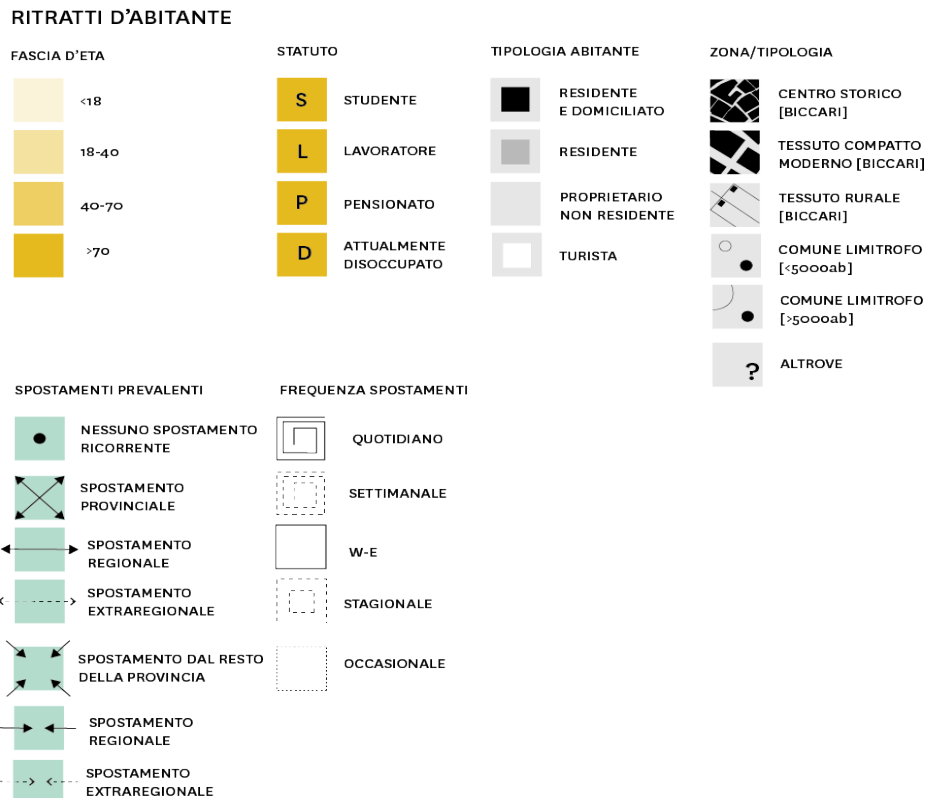 RITRATTI D'ABITANTE
FASCIA D'ETA
<18
18-40
40-70
>70
STATUTO
S STUDENTE
L LAVORATORE
P PENSIONATO
D ATTUALMENTE
DISOCCUPATO
TIPOLOGIA ABITANTE
RESIDENTE
E DOMICILIATO
RESIDENTE
PROPRIETARIO
NON RESIDENTE
TURISTA
ZONA/TIPOLOGIA
CENTRO STORICO
[BICCARI]
TESSUTO COMPATTO
MODERNO [BICCARI]
TESSUTO RURALE
[BICCARI]
COMUNE LIMITROFO
[<5000ab]
COMUNE LIMITROFO
[>5000ab]
? ALTROVE
SPOSTAMENTI PREVALENTI
NESSUNO SPOSTAMENTO
RICORRENTE
SPOSTAMENTO
PROVINCIALE
SPOSTAMENTO
REGIONALE
SPOSTAMENTO
EXTRAREGIONALE
SPOSTAMENTO DAL RESTO
DELLA PROVINCIA
SPOSTAMENTO
REGIONALE
SPOSTAMENTO
EXTRAREGIONALE
FREQUENZA SPOSTAMENTI
QUOTIDIANO
SETTIMANALE
W-E
STAGIONALE
OCCASIONALE